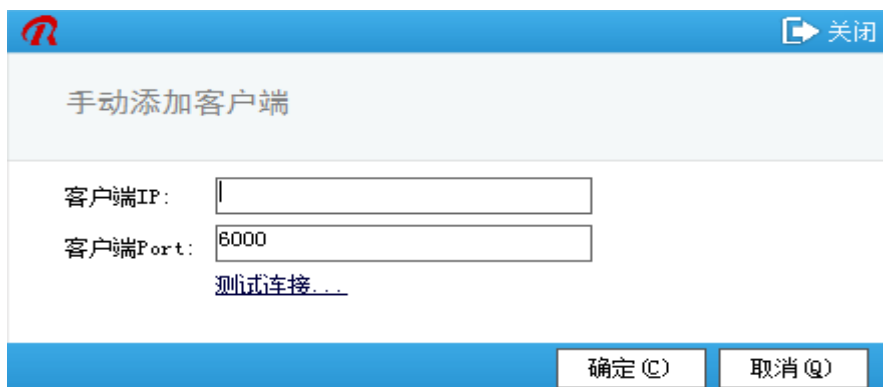 关闭
手动添加客户端
客户端IP:
客户端Port: 6000
测试连接...
确定(C) 取消(Q)